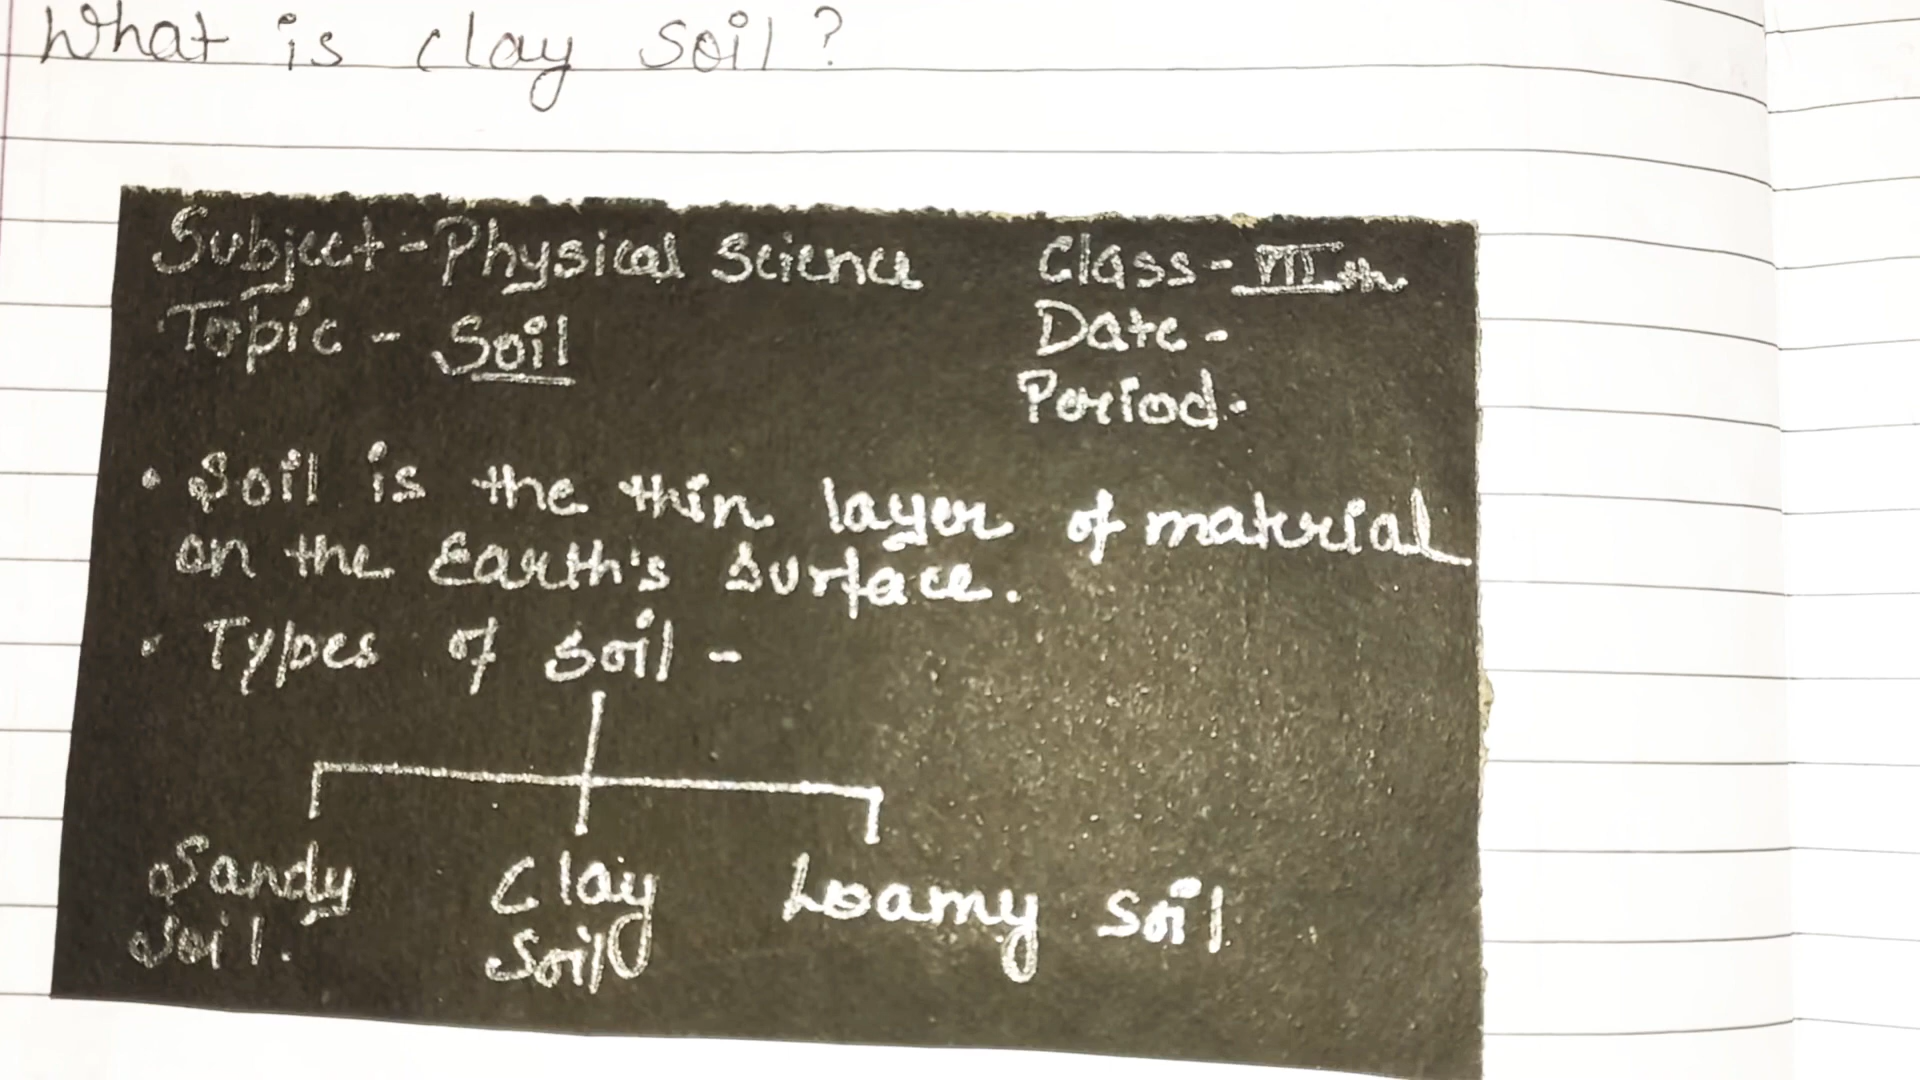 What is clay soil?
Subject-Physical Science
Class-VIIth
Topic - Soil
Date -
Period-
• Soil is the thin layer of material
on the Earth's surface.
• Types of soil -
Sandy
soil.
Clay
Soil
Loamy soil